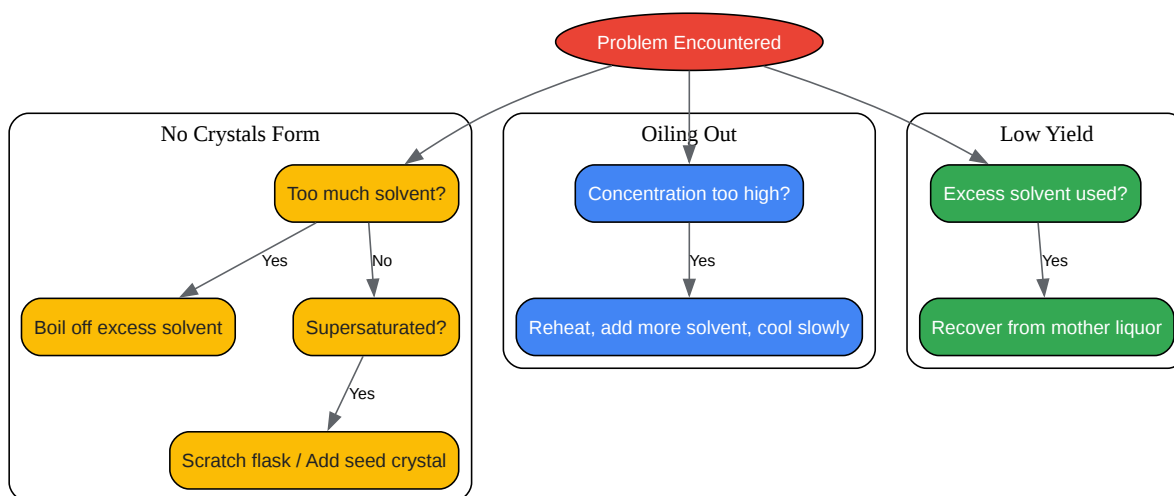 Problem Encountered
No Crystals Form
Oiling Out
Low Yield
Too much solvent?
Concentration too high?
Excess solvent used?
Yes
No
Yes
Yes
Boil off excess solvent
Supersaturated?
Reheat, add more solvent, cool slowly
Recover from mother liquor
Yes
Scratch flask / Add seed crystal